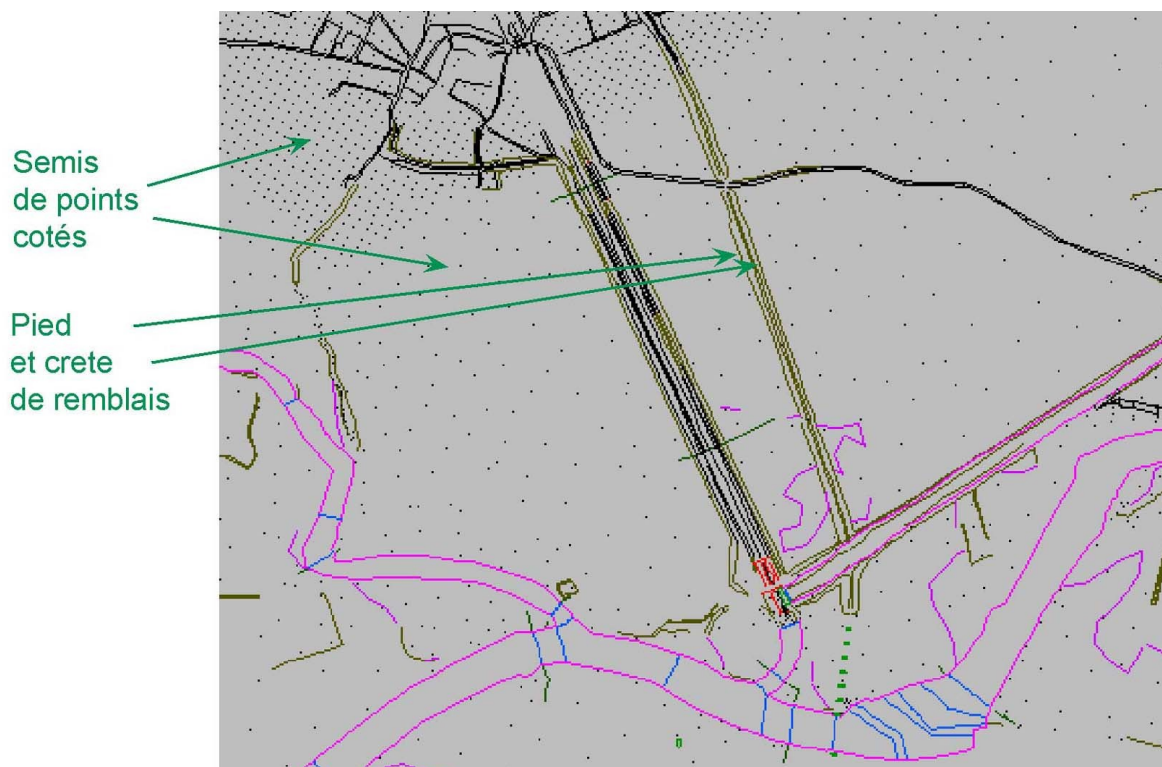 Semis
de points
cotés
Pied
et crete
de remblais